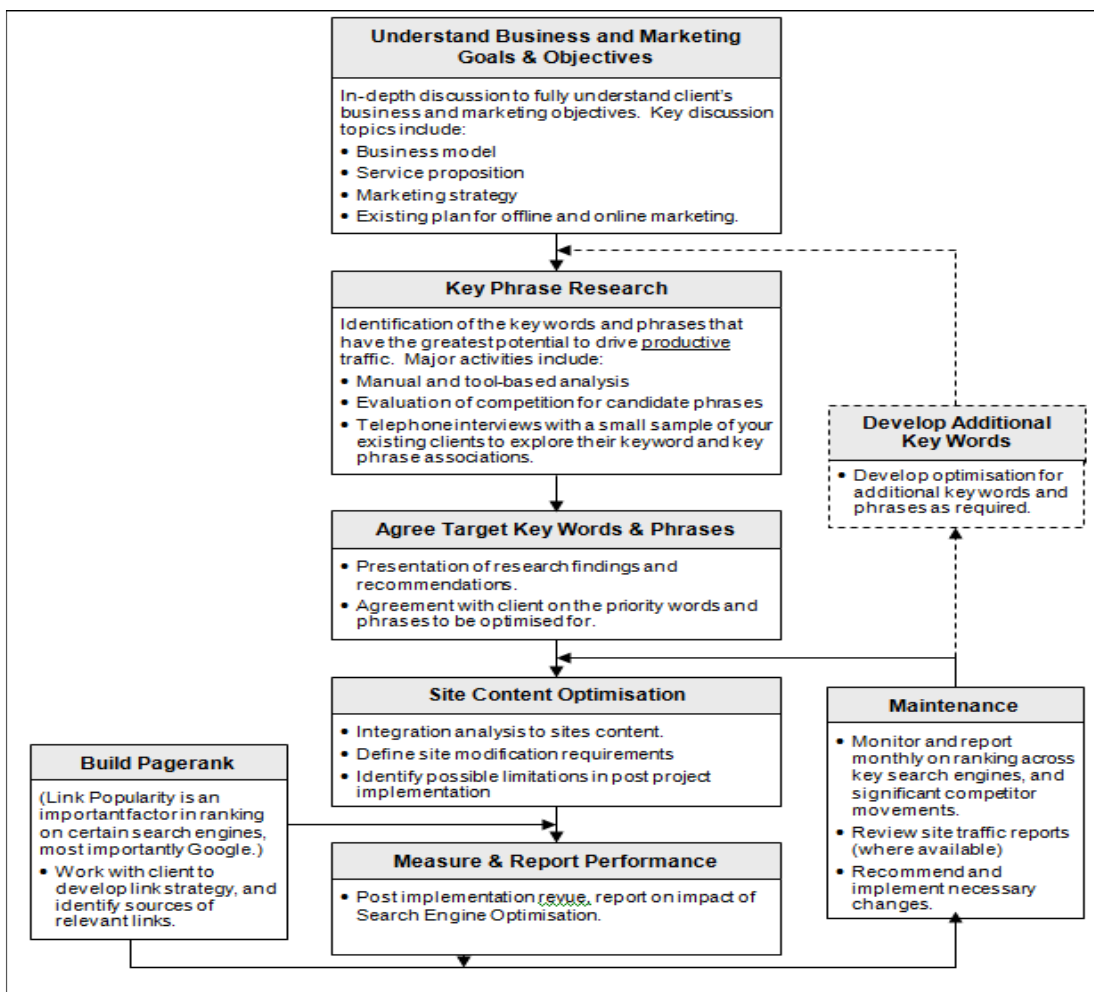 Understand Business and Marketing
Goals & Objectives
In-depth discussion to fully understand client's
business and marketing objectives. Key discussion
topics include:
• Business model
• Service proposition
• Marketing strategy
• Existing plan for offline and online marketing.
Key Phrase Research
Identification of the key words and phrases that
have the greatest potential to drive productive
traffic. Major activities include:
• Manual and tool-based analysis
• Evaluation of competition for candidate phrases
• Telephone interviews with a small sample of your
existing clients to explore their keyword and key
phrase associations.
Develop Additional
Key Words
• Develop optimisation for
additional key words and
phrases as required.
Agree Target Key Words & Phrases
• Presentation of research findings and
recommendations.
• Agreement with client on the priority words and
phrases to be optimised for.
Site Content Optimisation
• Integration analysis to sites content.
• Define site modification requirements
• Identify possible limitations in post project
implementation
Maintenance
• Monitor and report
monthly on ranking across
key search engines, and
significant competitor
movements.
• Review site traffic reports
(where available)
• Recommend and
implement necessary
changes.
Build Pagerank
(Link Popularity is an
important factor in ranking
on certain search engines,
most importantly Google.)
• Work with client to
develop link strategy, and
identify sources of
relevant links.
Measure & Report Performance
• Post implementation revue, report on impact of
Search Engine Optimisation.